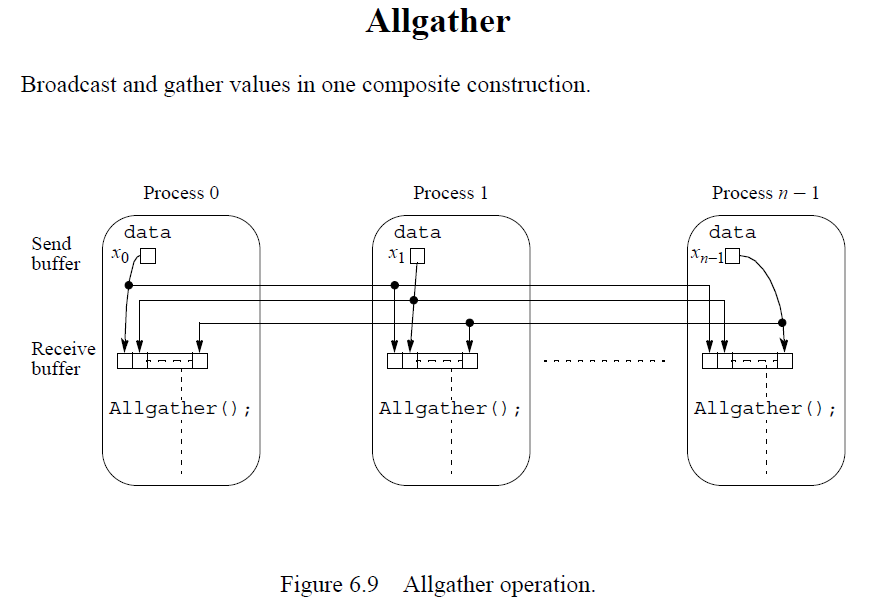 Allgather
Broadcast and gather values in one composite construction.
Process 0
Process 1
Process n − 1
Send
buffer
data
x0
data
x1
data
xn−1
Receive
buffer
Allgather();
Allgather();
Allgather();
Figure 6.9 Allgather operation.